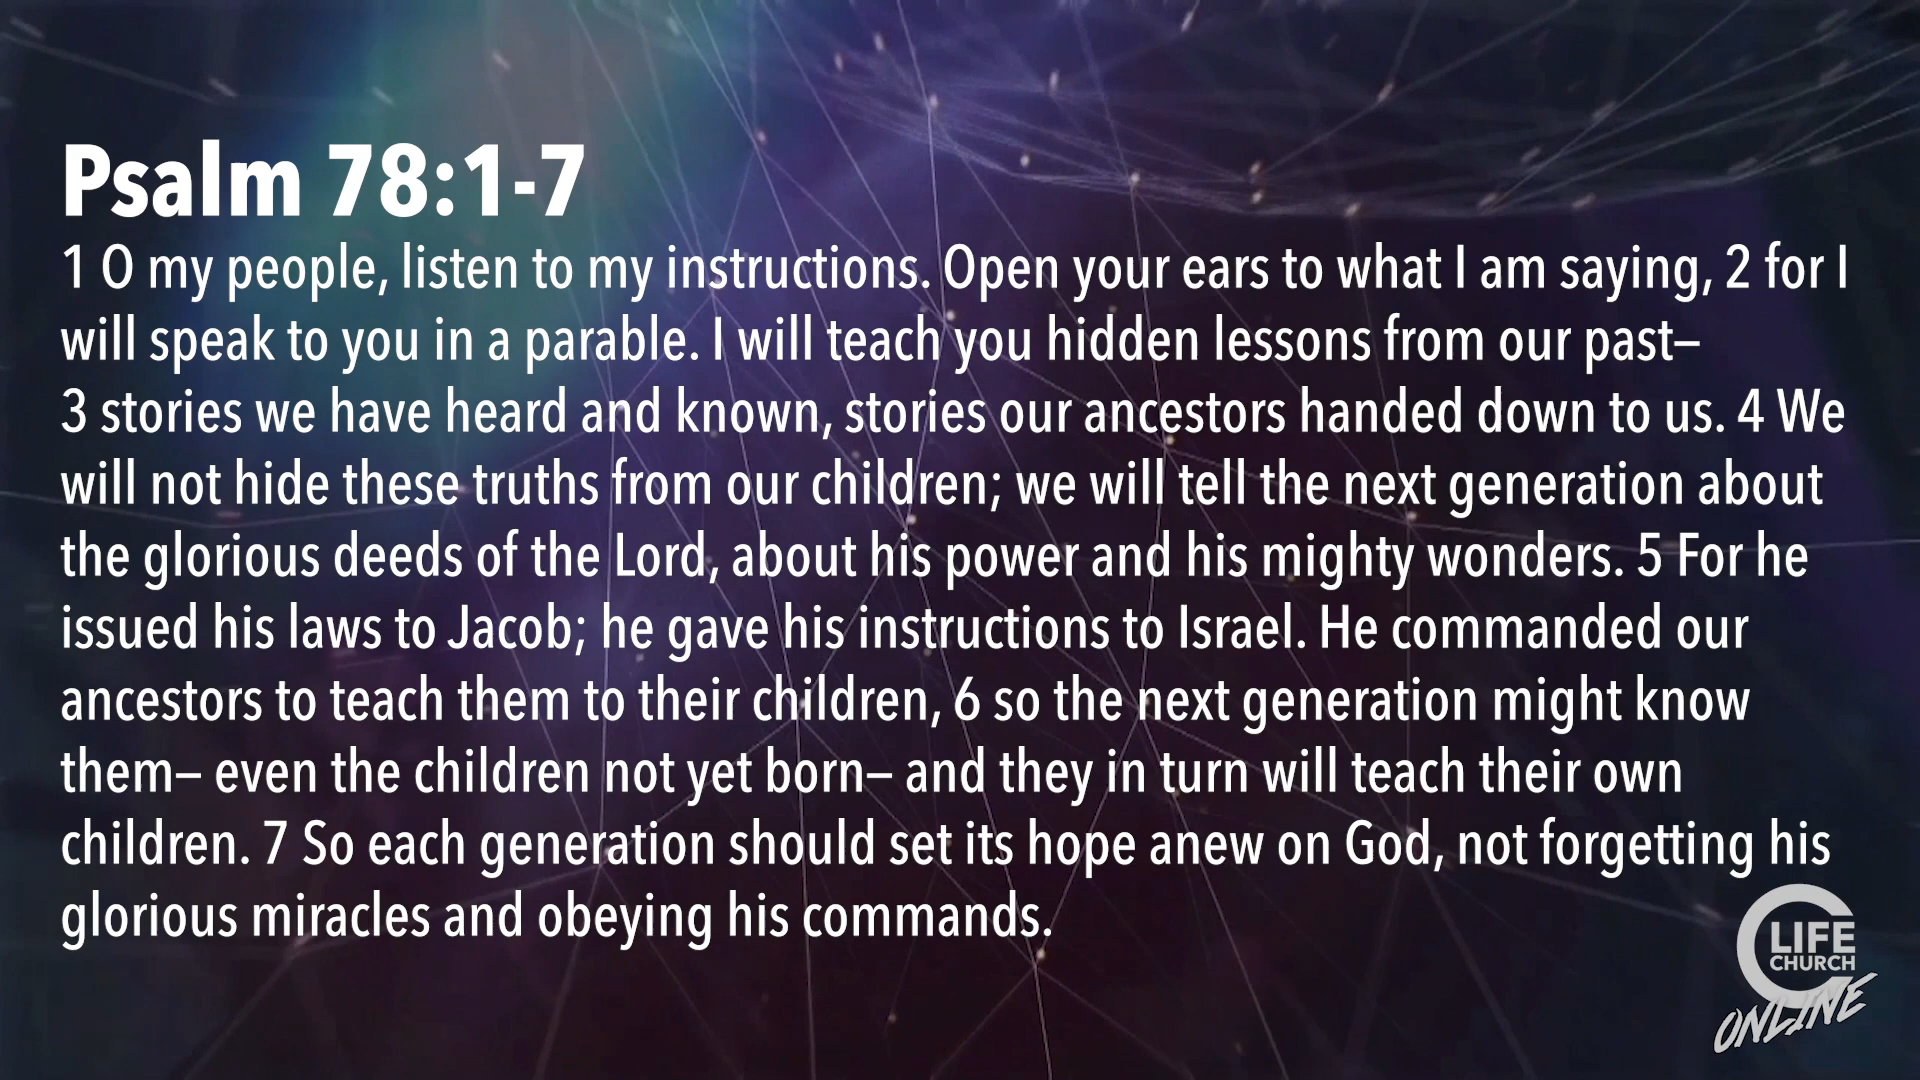 Psalm 78:1-7
1 O my people, listen to my instructions. Open your ears to what I am saying, 2 for I
will speak to you in a parable. I will teach you hidden lessons from our past–
3 stories we have heard and known, stories our ancestors handed down to us. 4 We
will not hide these truths from our children; we will tell the next generation about
the glorious deeds of the Lord, about his power and his mighty wonders. 5 For he
issued his laws to Jacob; he gave his instructions to Israel. He commanded our
ancestors to teach them to their children, 6 so the next generation might know
them– even the children not yet born– and they in turn will teach their own
children. 7 So each generation should set its hope anew on God, not forgetting his
glorious miracles and obeying his commands.
LIFE
CHURCH
ONLINE